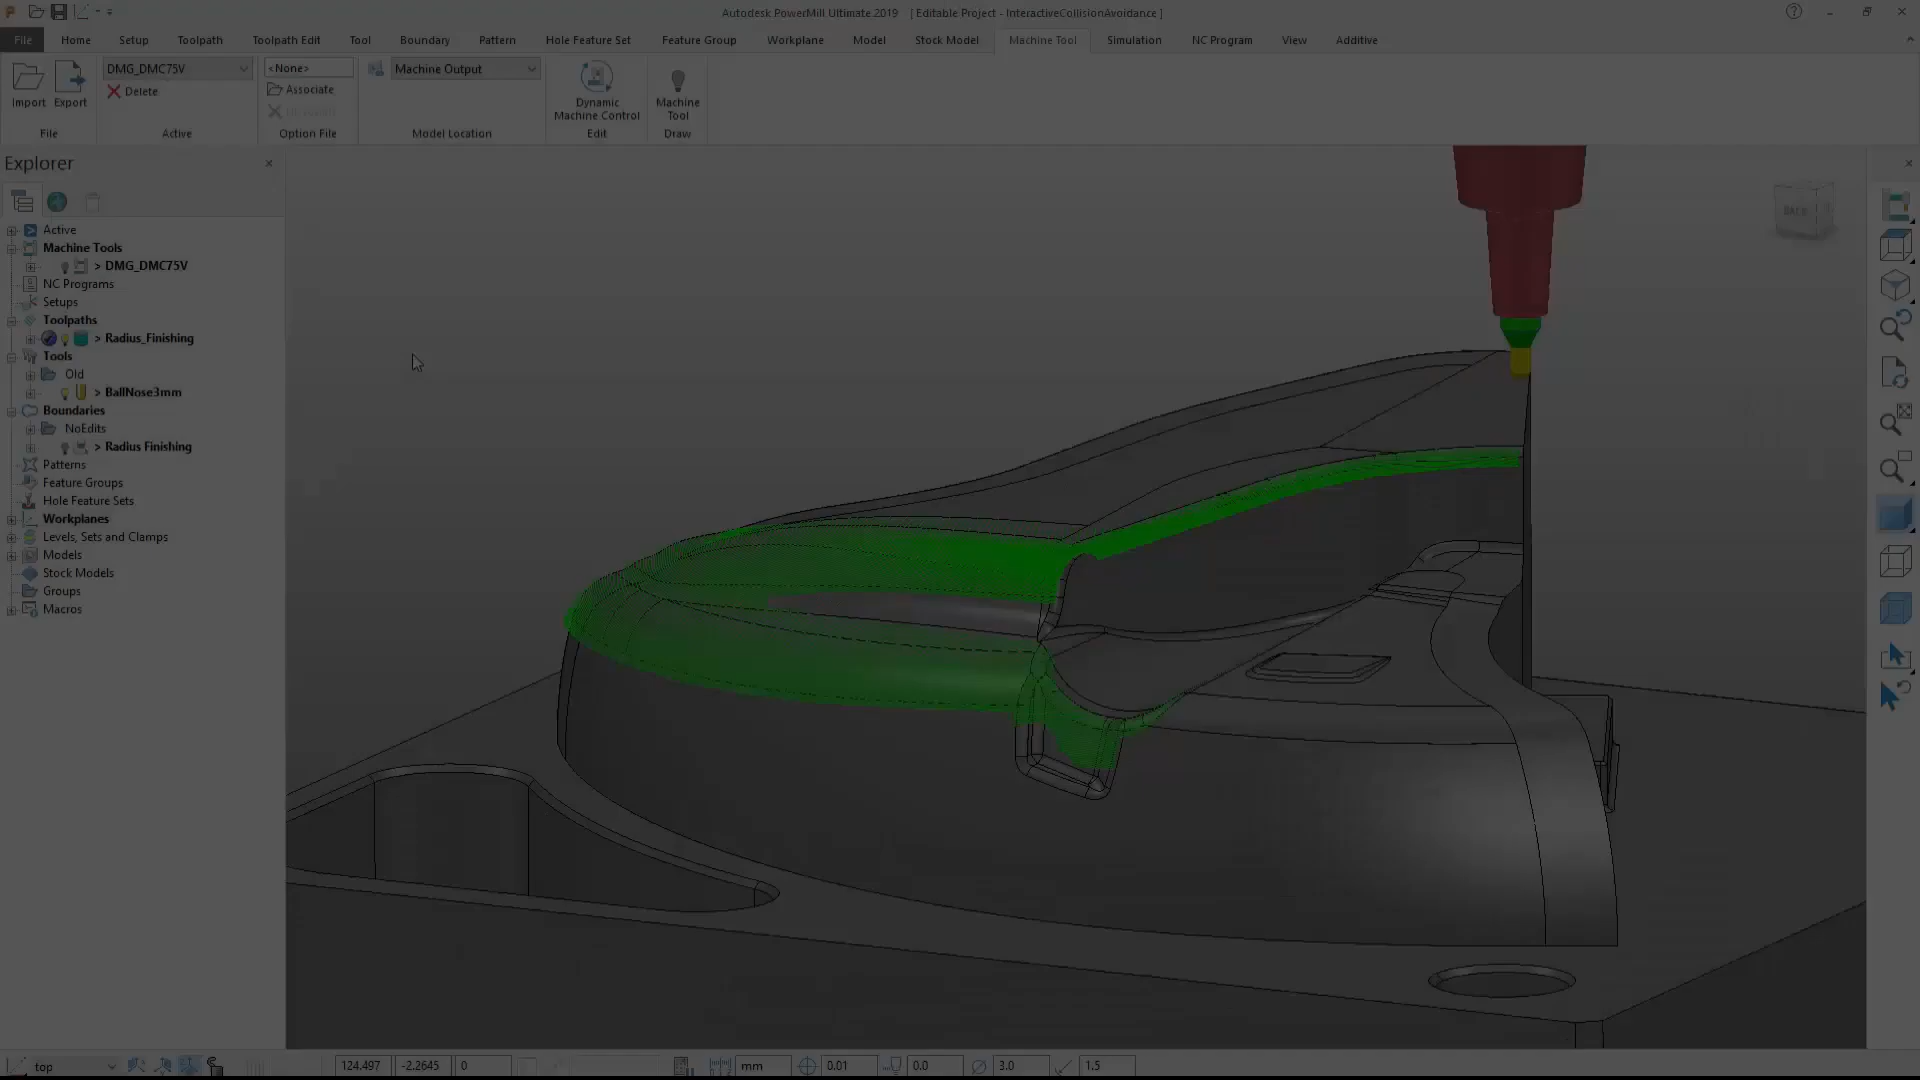 Autodesk PowerMill Ultimate 2019 [ Editable Project - InteractiveCollisionAvoidance ]
File Home Setup Toolpath Toolpath Edit Tool Boundary Pattern Hole Feature Set Feature Group Workplane Model Stock Model Machine Tool Simulation NC Program View Additive
Import
Export
File
DMG_DMC75V
Delete
Active
<None>
Associate
Option File
Machine Output
Model Location
Dynamic
Machine Control
Edit
Machine
Tool
Draw
Explorer
Active
Machine Tools
> DMG_DMC75V
NC Programs
Setups
Toolpaths
> Radius_Finishing
Tools
Old
> BallNose3mm
Boundaries
NoEdits
> Radius Finishing
Patterns
Feature Groups
Hole Feature Sets
Workplanes
Levels, Sets and Clamps
Models
Stock Models
Groups
Macros
BACK
top 124.497 -2.2645 0 mm 0.01 0.0 3.0 1.5